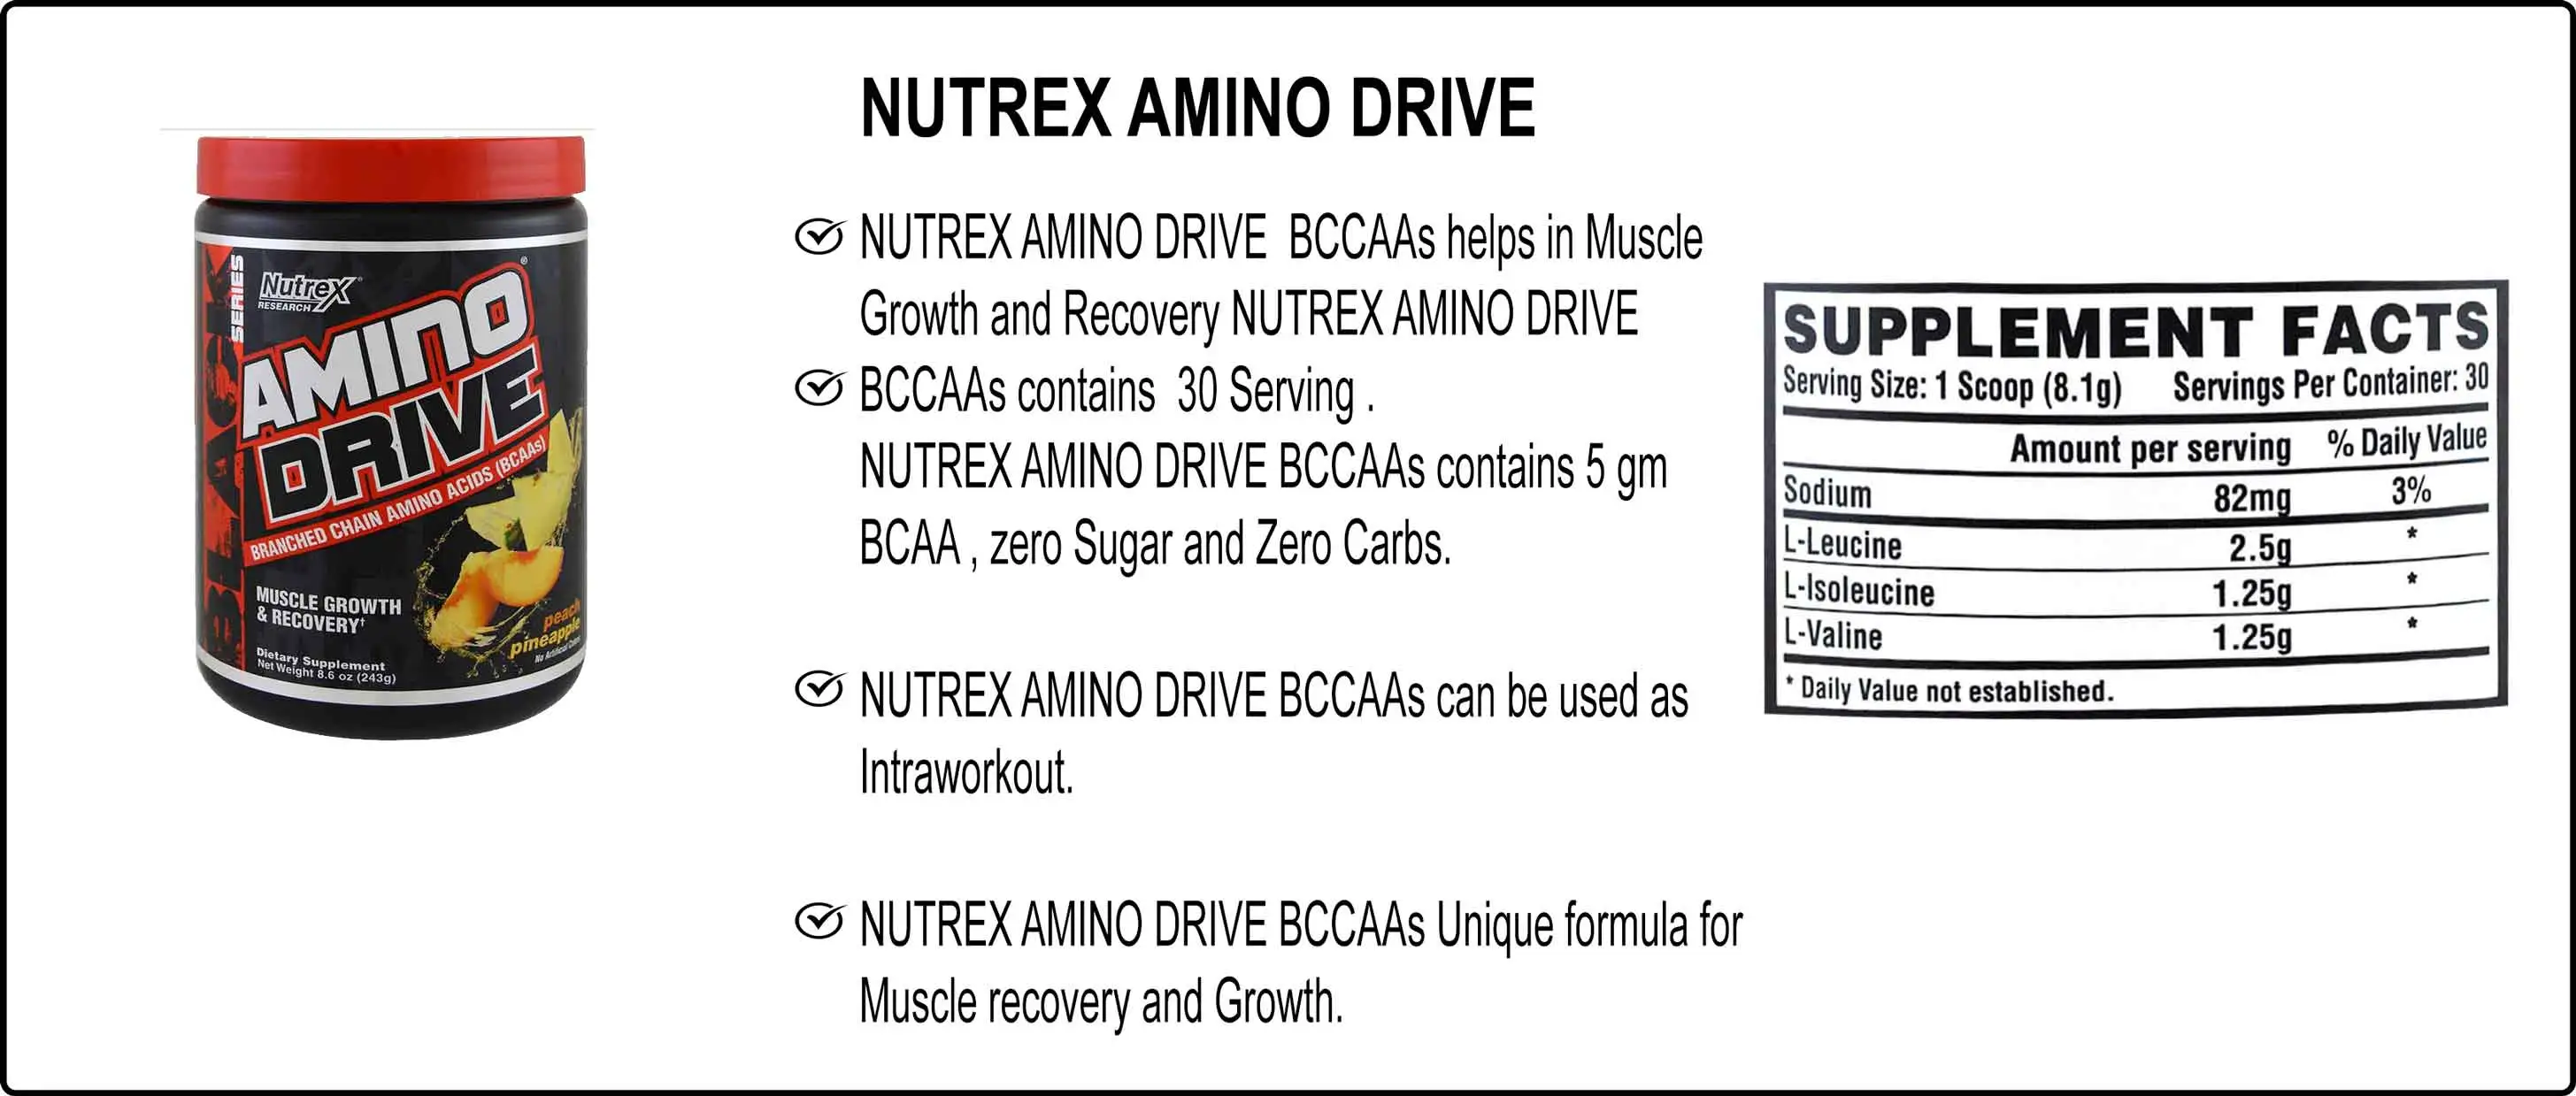 NUTREX AMINO DRIVE
NUTREX AMINO DRIVE BCCAAs helps in Muscle
Growth and Recovery NUTREX AMINO DRIVE
BCCAAs contains 30 Serving .
NUTREX AMINO DRIVE BCCAAs contains 5 gm
BCAA , zero Sugar and Zero Carbs.
NUTREX AMINO DRIVE BCCAAs can be used as
Intraworkout.
NUTREX AMINO DRIVE BCCAAs Unique formula for
Muscle recovery and Growth.
BLACK
SERIES
NutreX®
RESEARCH
AMINO®
DRIVE
BRANCHED CHAIN AMINO ACIDS (BCAAs)
MUSCLE GROWTH
& RECOVERY†
peach
pineapple
No Artificial
Dietary Supplement
Net Weight 8.6 oz (243g)
SUPPLEMENT FACTS
Serving Size: 1 Scoop (8.1g) Servings Per Container: 30
Amount per serving % Daily Value
Sodium 82mg 3%
L-Leucine 2.5g *
L-Isoleucine 1.25g *
L-Valine 1.25g *
* Daily Value not established.